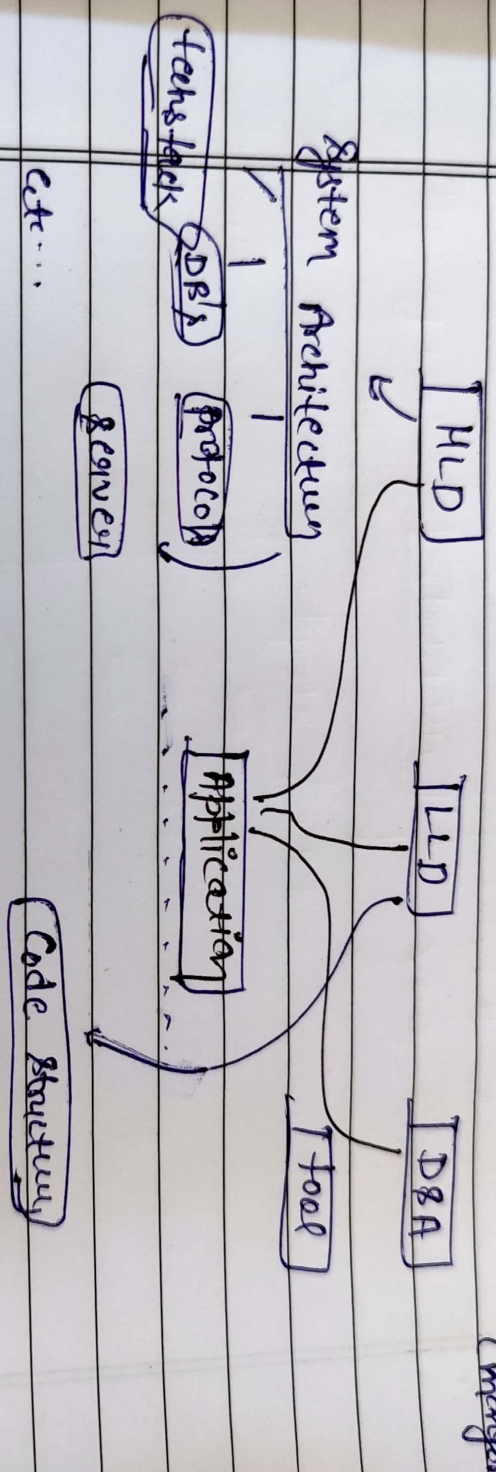 HLD LLD DSA
System Architecture Tool
techstack DB's protocols Application
server
etc... Code Structure